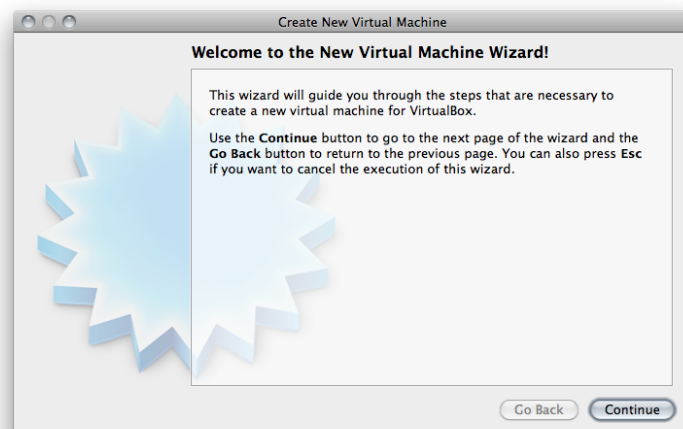 Create New Virtual Machine
Welcome to the New Virtual Machine Wizard!
This wizard will guide you through the steps that are necessary to
create a new virtual machine for VirtualBox.
Use the Continue button to go to the next page of the wizard and the
Go Back button to return to the previous page. You can also press Esc
if you want to cancel the execution of this wizard.
Go Back Continue